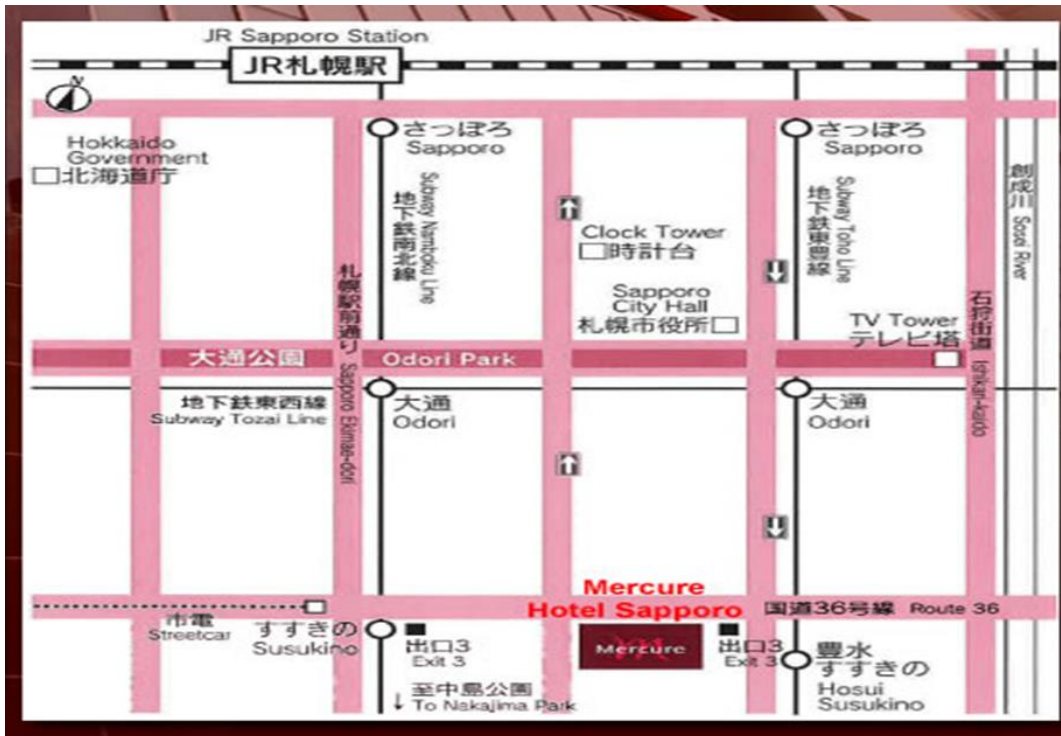 JR Sapporo Station
JR札幌駅
N
Hokkaido
Government
北海道庁
さっぽろ
Sapporo
地下鉄南北線
Subway Namboku Line
Clock Tower
時計台
Sapporo
City Hall
札幌市役所
さっぽろ
Sapporo
地下鉄東豊線
Subway Toho Line
創成川 Sosei River
TV Tower
テレビ塔
石狩街道 Ishikari-kaido
札幌駅前通り Sapporo Ekimae-dori
大通公園 Odori Park
地下鉄東西線
Subway Tozai Line
大通
Odori
大通
Odori
Mercure
Hotel Sapporo
国道36号線 Route 36
市電
Streetcar
すすきの
Susukino
出口3
Exit 3
至中島公園
To Nakajima Park
Mercure
出口3
Exit 3
豊水
すすきの
Hosui
Susukino